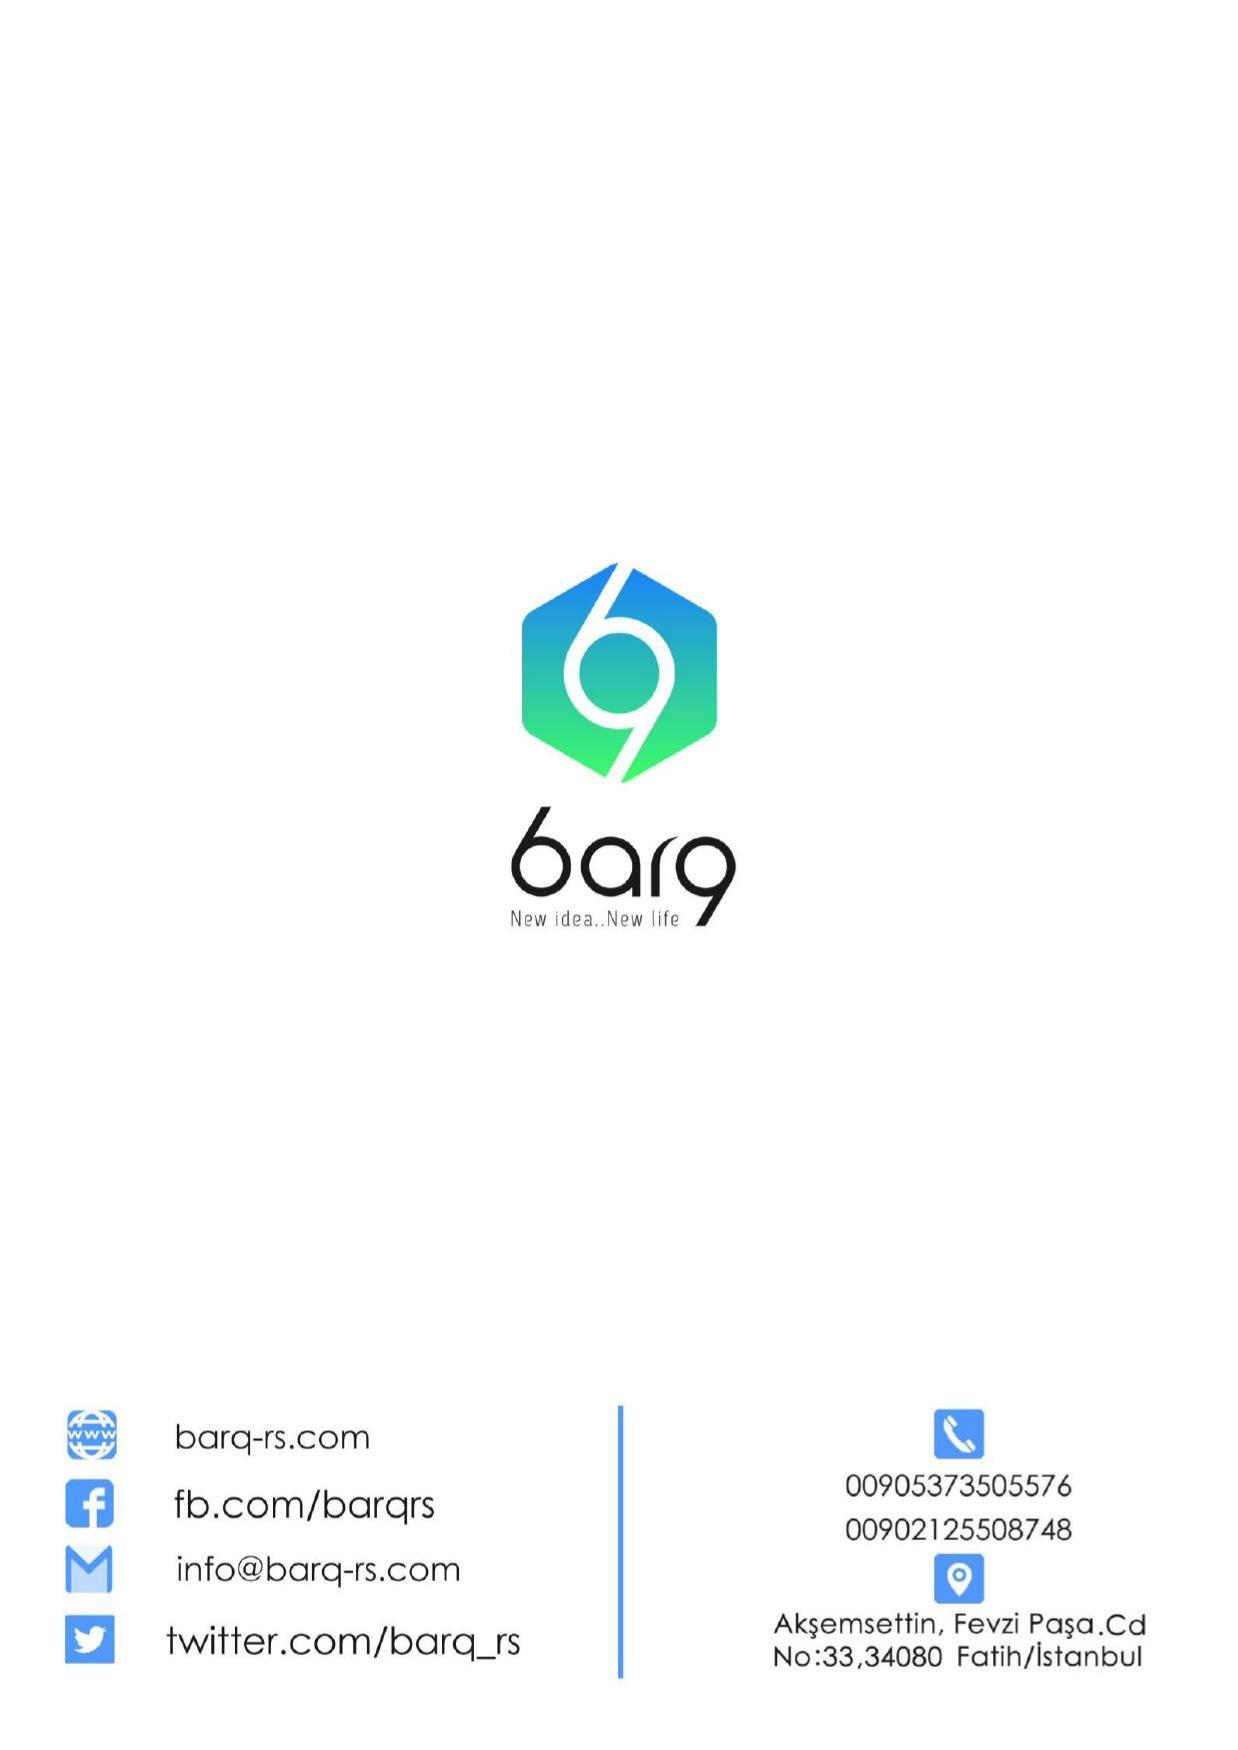 barq
New idea..New life
www
barq-rs.com
fb.com/barqrs
info@barq-rs.com
twitter.com/barq_rs
00905373505576
00902125508748
Akşemsettin, Fevzi Paşa.Cd
No:33,34080 Fatih/İstanbul